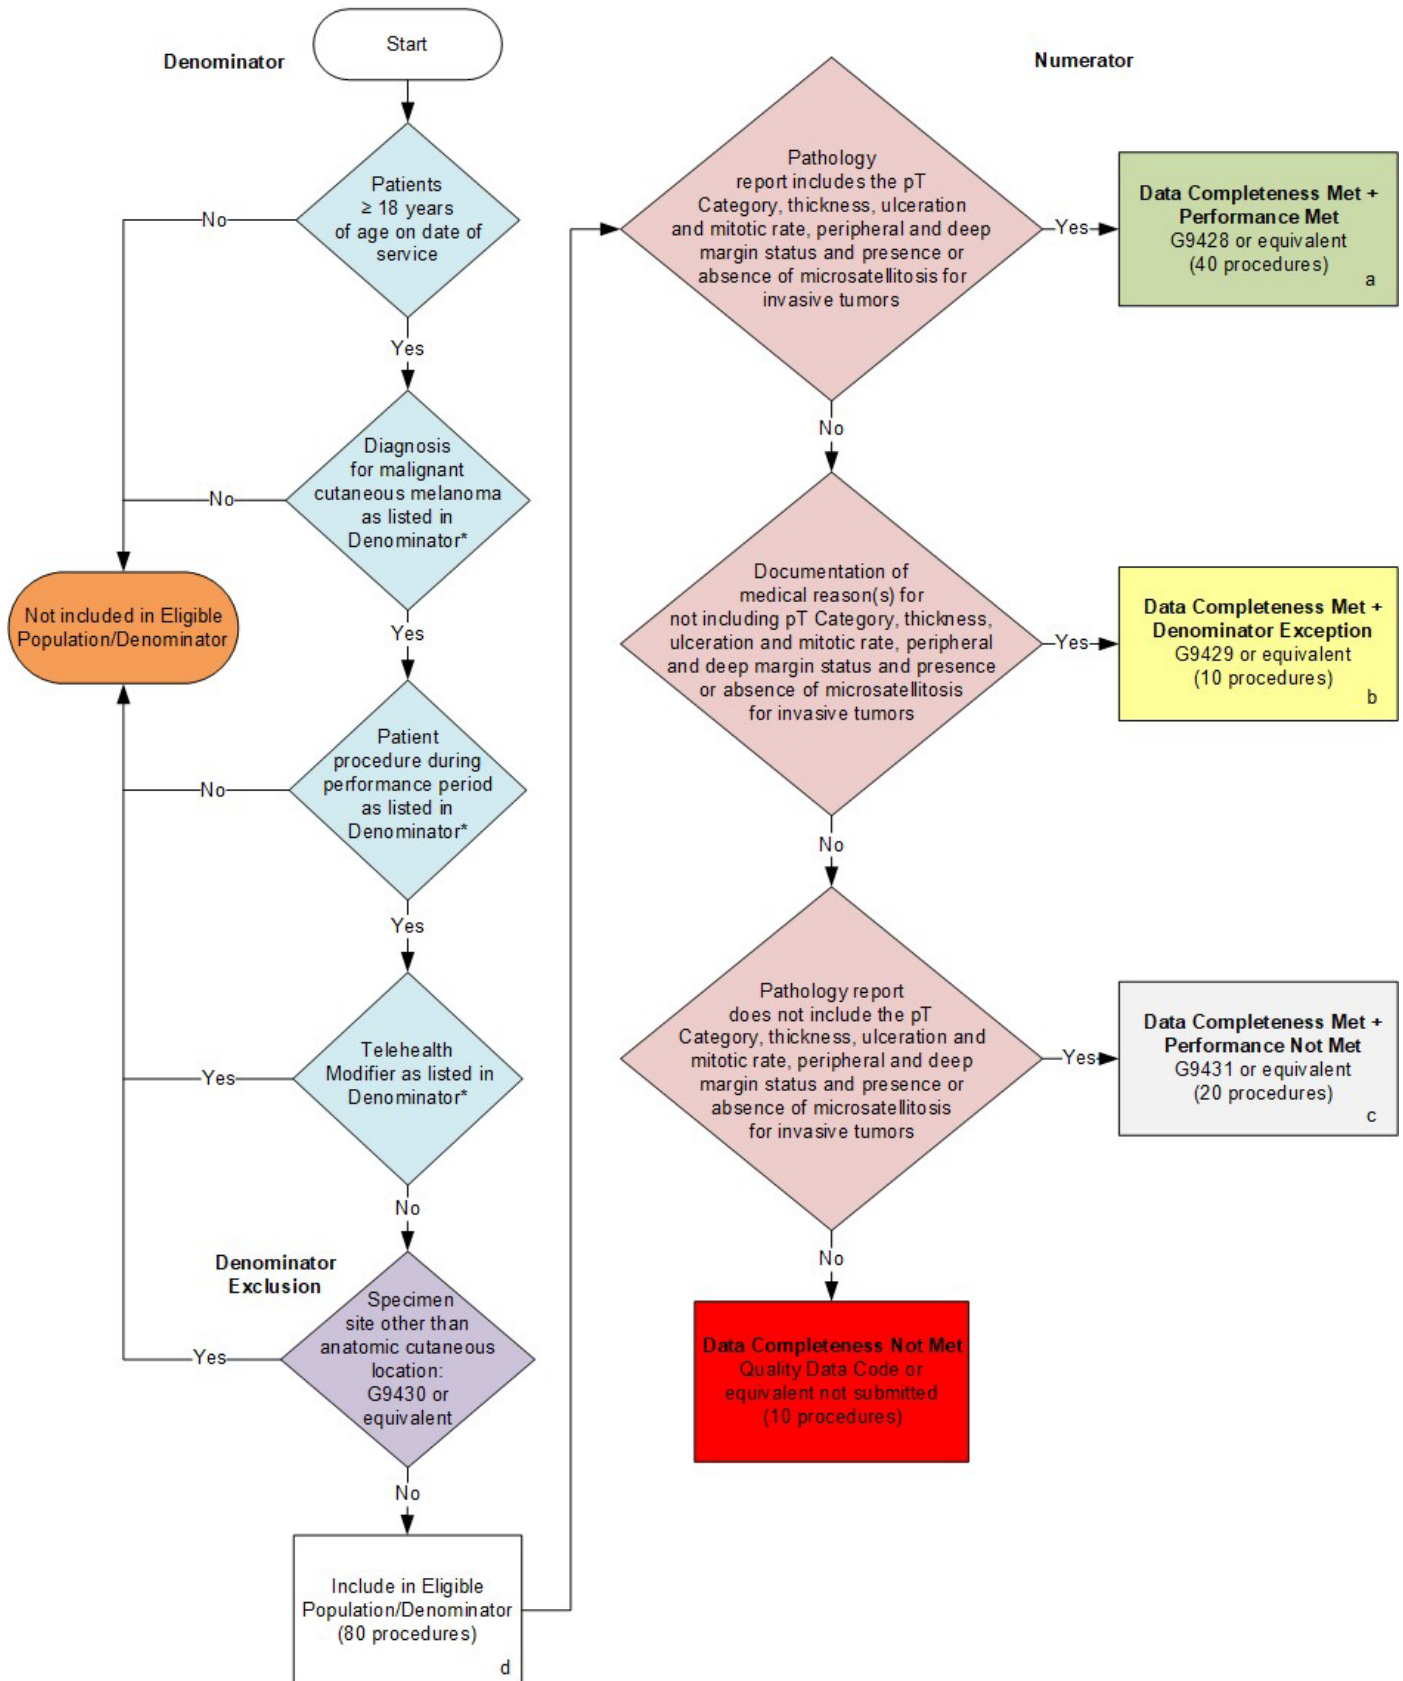 Start
Denominator
Patients
≥ 18 years
of age on date of
service
No
Yes
Diagnosis
for malignant
cutaneous melanoma
as listed in
Denominator*
No
Yes
Not included in Eligible
Population/Denominator
Patient
procedure during
performance period
as listed in
Denominator*
No
Yes
Telehealth
Modifier as listed in
Denominator*
Yes
No
Denominator
Exclusion
Specimen
site other than
anatomic cutaneous
location:
G9430 or
equivalent
Yes
No
Include in Eligible
Population/Denominator
(80 procedures)
d
Numerator
Pathology
report includes the pT
Category, thickness, ulceration
and mitotic rate, peripheral and deep
margin status and presence or
absence of microsatellitosis for
invasive tumors
Yes
Data Completeness Met +
Performance Met
G9428 or equivalent
(40 procedures)
a
No
Documentation of
medical reason(s) for
not including pT Category, thickness,
ulceration and mitotic rate, peripheral
and deep margin status and presence
or absence of microsatellitosis
for invasive tumors
Yes
Data Completeness Met +
Denominator Exception
G9429 or equivalent
(10 procedures)
b
No
Pathology report
does not include the pT
Category, thickness, ulceration and
mitotic rate, peripheral and deep
margin status and presence or
absence of microsatellitosis
for invasive tumors
Yes
Data Completeness Met +
Performance Not Met
G9431 or equivalent
(20 procedures)
c
No
Data Completeness Not Met
Quality Data Code or
equivalent not submitted
(10 procedures)